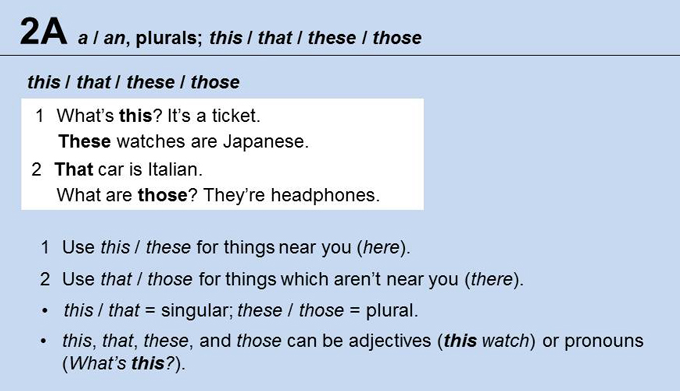 2A a / an, plurals; this / that / these / those
this / that / these / those
1 What's this? It's a ticket.
These watches are Japanese.
2 That car is Italian.
What are those? They're headphones.
1 Use this / these for things near you (here).
2 Use that / those for things which aren't near you (there).
• this / that = singular; these / those = plural.
• this, that, these, and those can be adjectives (this watch) or pronouns
(What's this?).